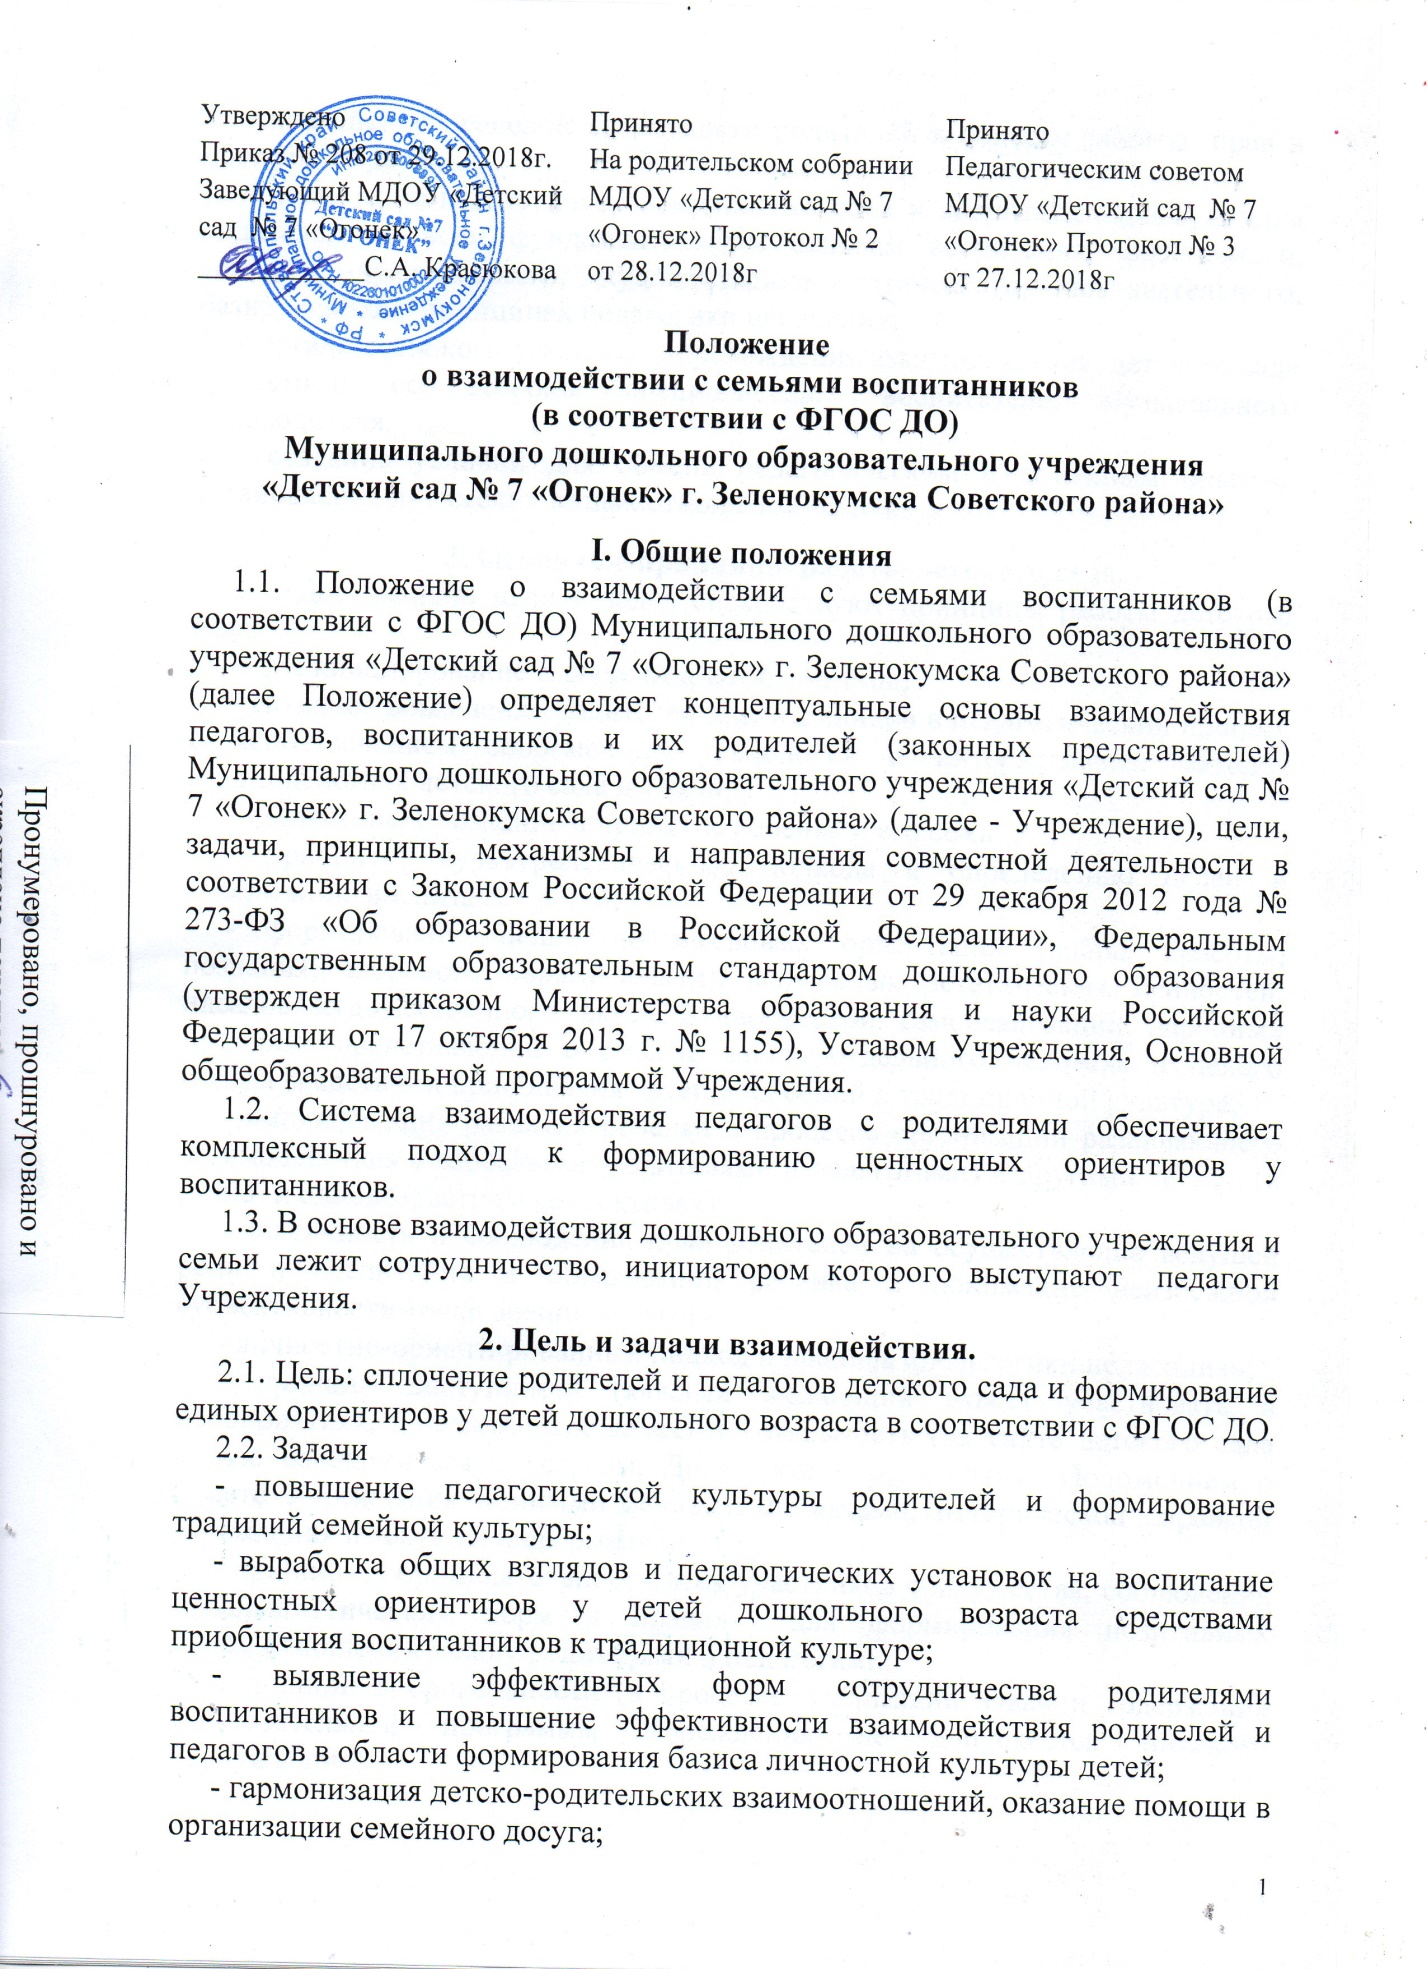 Утверждено
Приказ № 208 от 29.12.2018г.
Заведующий МДОУ «Детский
сад № 7 «Огонек»
____________С.А. Красюкова
Принято
На родительском собрании
МДОУ «Детский сад № 7
«Огонек» Протокол № 2
от 28.12.2018г
Принято
Педагогическим советом
МДОУ «Детский сад № 7
«Огонек» Протокол № 3
от 27.12.2018г
Детский сад №7
"ОГОНЕК"
Положение
о взаимодействии с семьями воспитанников
(в соответствии с ФГОС ДО)
Муниципального дошкольного образовательного учреждения
«Детский сад № 7 «Огонек» г. Зеленокумска Советского района»
I. Общие положения
1.1. Положение о взаимодействии с семьями воспитанников (в
соответствии с ФГОС ДО) Муниципального дошкольного образовательного
учреждения «Детский сад № 7 «Огонек» г. Зеленокумска Советского района»
(далее Положение) определяет концептуальные основы взаимодействия
педагогов, воспитанников и их родителей (законных представителей)
Муниципального дошкольного образовательного учреждения «Детский сад №
7 «Огонек» г. Зеленокумска Советского района» (далее - Учреждение), цели,
задачи, принципы, механизмы и направления совместной деятельности в
соответствии с Законом Российской Федерации от 29 декабря 2012 года №
273-ФЗ «Об образовании в Российской Федерации», Федеральным
государственным образовательным стандартом дошкольного образования
(утвержден приказом Министерства образования и науки Российской
Федерации от 17 октября 2013 г. № 1155), Уставом Учреждения, Основной
общеобразовательной программой Учреждения.
1.2. Система взаимодействия педагогов с родителями обеспечивает
комплексный подход к формированию ценностных ориентиров у
воспитанников.
1.3. В основе взаимодействия дошкольного образовательного учреждения и
семьи лежит сотрудничество, инициатором которого выступают педагоги
Учреждения.
2. Цель и задачи взаимодействия.
2.1. Цель: сплочение родителей и педагогов детского сада и формирование
единых ориентиров у детей дошкольного возраста в соответствии с ФГОС ДО.
2.2. Задачи
- повышение педагогической культуры родителей и формирование
традиций семейной культуры;
- выработка общих взглядов и педагогических установок на воспитание
ценностных ориентиров у детей дошкольного возраста средствами
приобщения воспитанников к традиционной культуре;
- выявление эффективных форм сотрудничества родителями
воспитанников и повышение эффективности взаимодействия родителей и
педагогов в области формирования базиса личностной культуры детей;
- гармонизация детско-родительских взаимоотношений, оказание помощи в
организации семейного досуга;
1
Пронумеровано, прошнуровано и